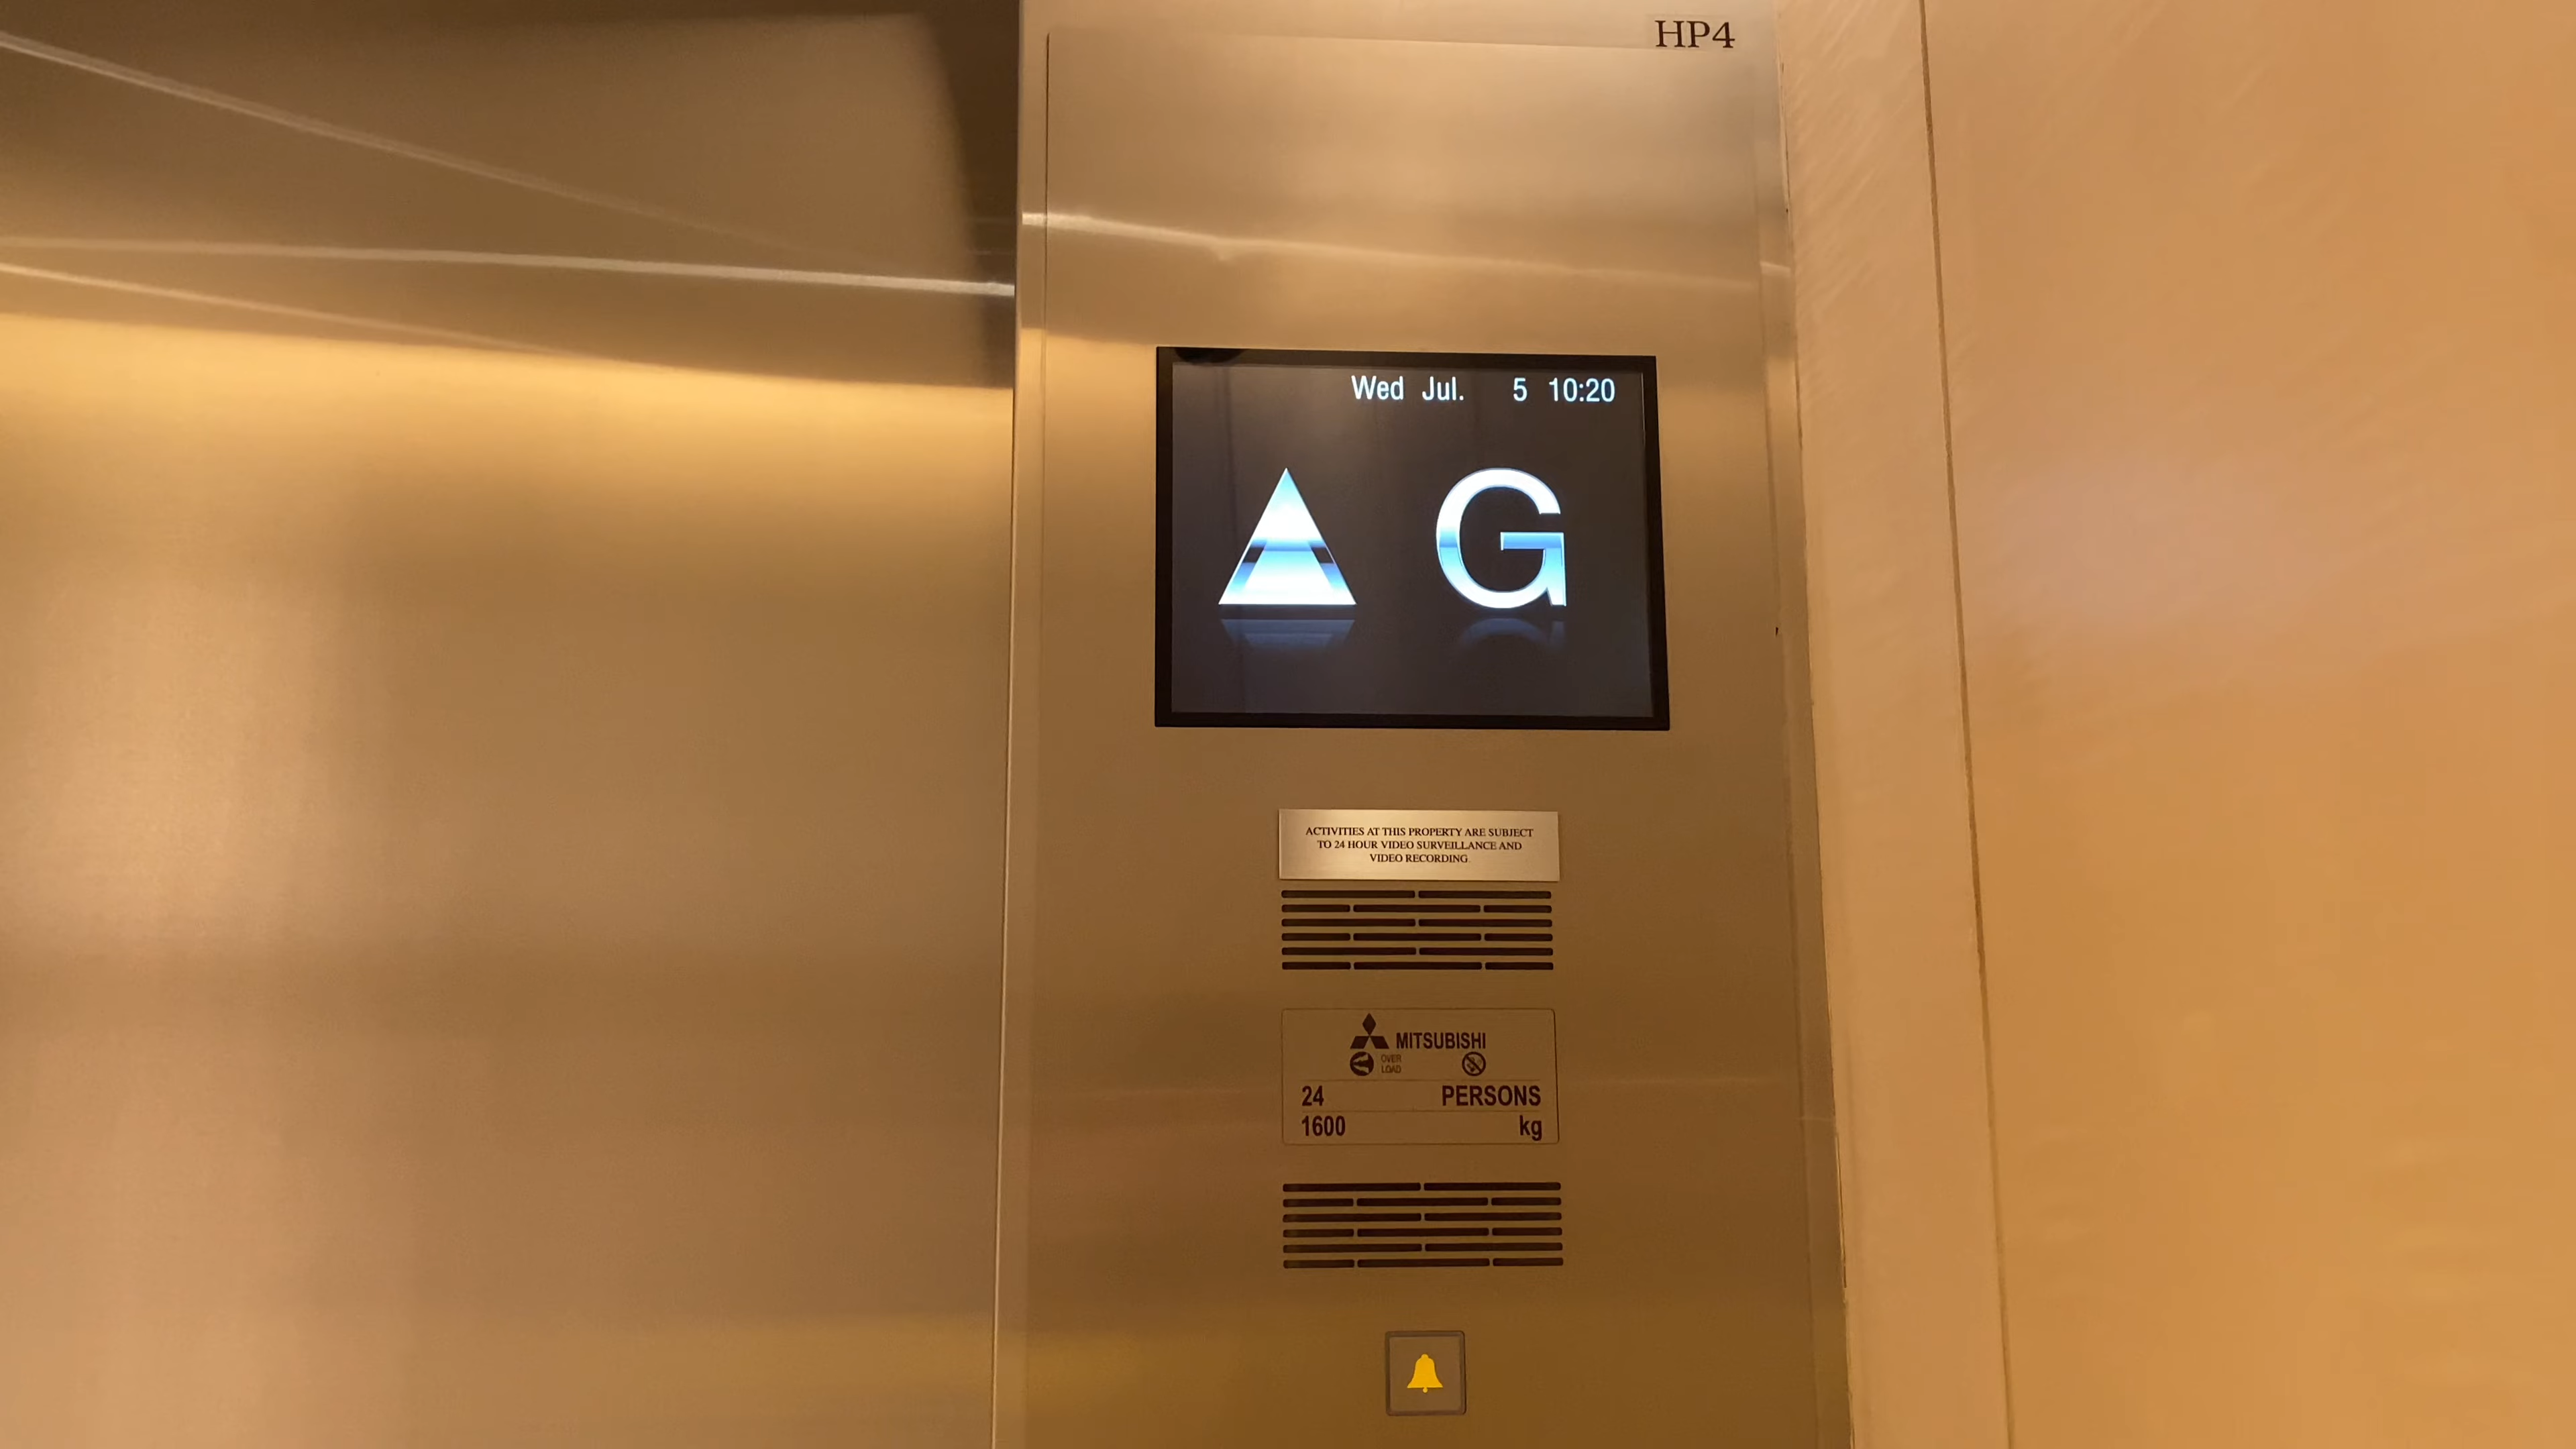 HP4
Wed Jul. 5 10:20
G
ACTIVITIES AT THIS PROPERTY ARE SUBJECT
TO 24 HOUR VIDEO SURVEILLANCE AND
VIDEO RECORDING
MITSUBISHI
OVER
LOAD
24 PERSONS
1600 kg